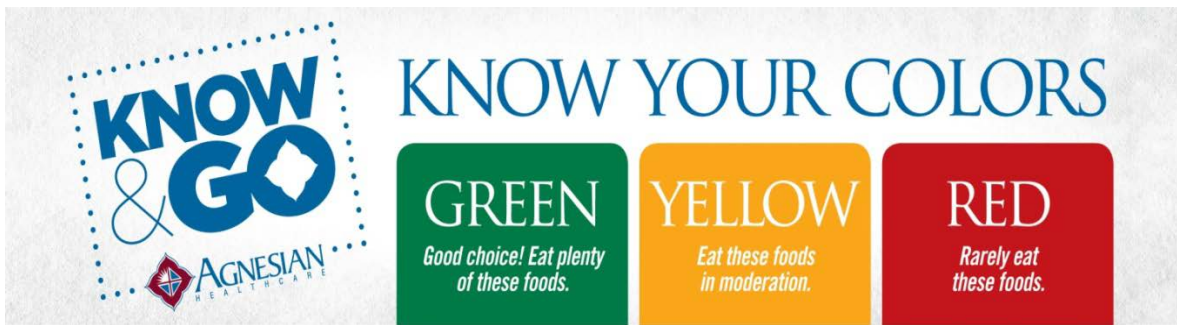 KNOW
& GO
AGNESIAN
HEALTHCARE
KNOW YOUR COLORS
GREEN
Good choice! Eat plenty
of these foods.
YELLOW
Eat these foods
in moderation.
RED
Rarely eat
these foods.